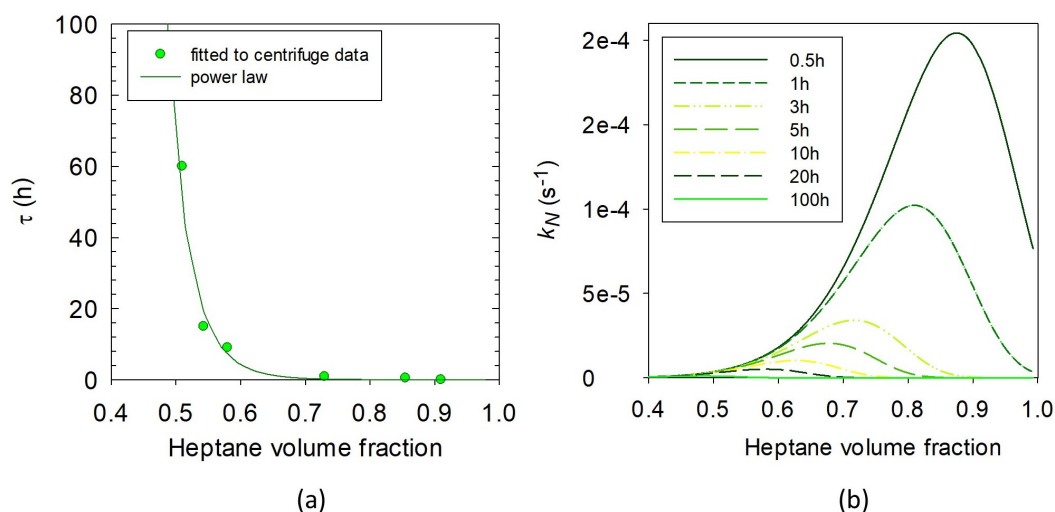 100
80
60
40
20
0
τ (h)
fitted to centrifuge data
power law
0.4 0.5 0.6 0.7 0.8 0.9 1.0
Heptane volume fraction
(a)
2e-4
2e-4
1e-4
5e-5
0
k_N (s⁻¹)
0.5h
1h
3h
5h
10h
20h
100h
0.4 0.5 0.6 0.7 0.8 0.9 1.0
Heptane volume fraction
(b)